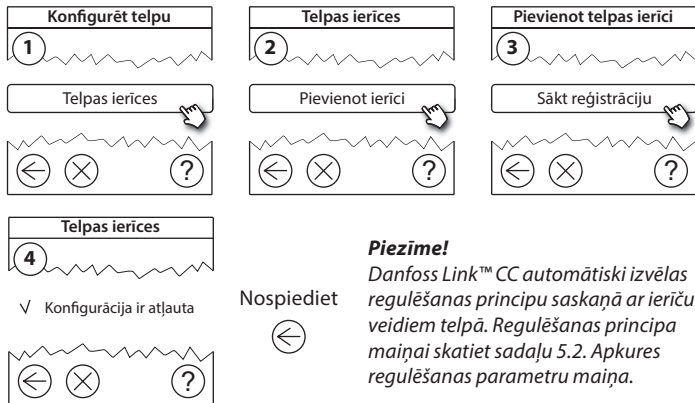 Konfigurēt telpu
1
Telpas ierīces
?
Telpas ierīces
2
Pievienot ierīci
?
Pievienot telpas ierīci
3
Sākt reģistrāciju
?
Telpas ierīces
4
√ Konfigurācija ir atļauta
?
Nospiediet
Piezīme!
Danfoss Link™ CC automātiski izvēlas
regulēšanas principu saskaņā ar ierīču
veidiem telpā. Regulēšanas principa
maiņai skatiet sadaļu 5.2. Apkures
regulēšanas parametru maiņa.